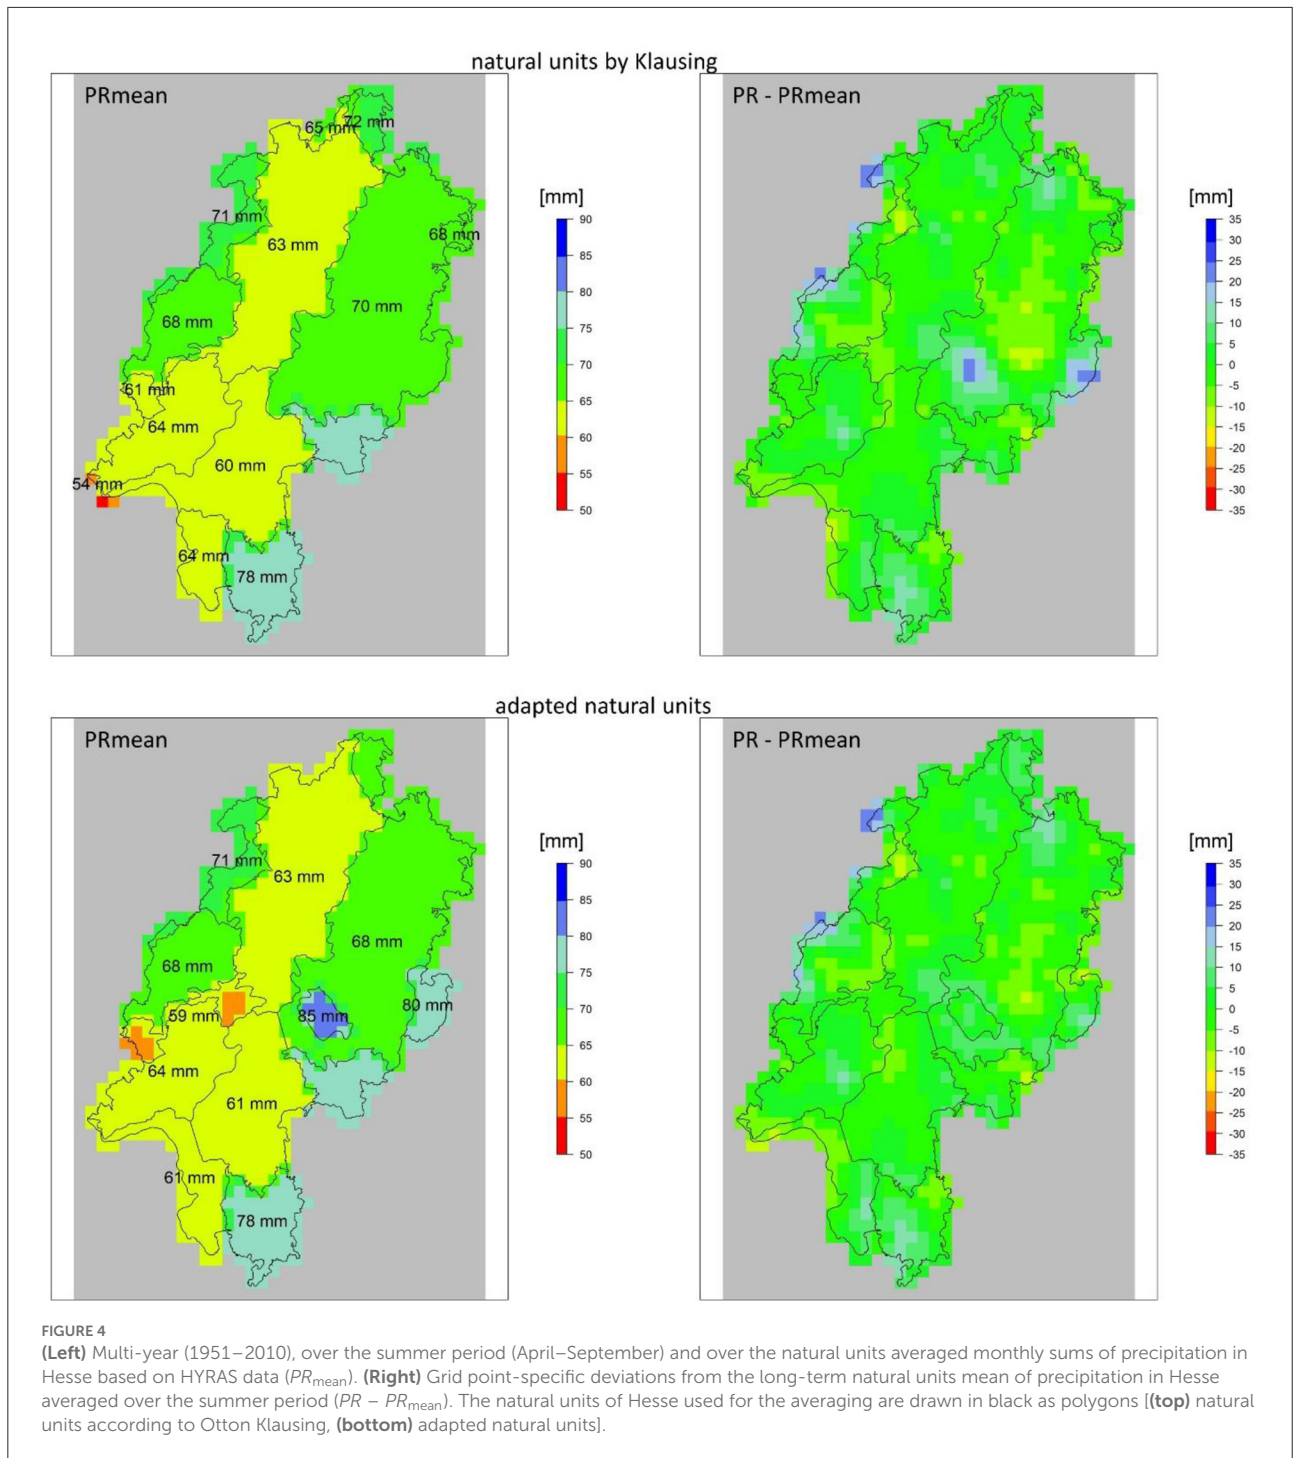 natural units by Klausing
PRmean
65 mm
72 mm
71 mm
63 mm
68 mm
70 mm
68 mm
61 mm
64 mm
60 mm
54 mm
64 mm
78 mm
[mm]
90
85
80
75
70
65
60
55
50
PR - PRmean
[mm]
35
30
25
20
15
10
5
0
-5
-10
-15
-20
-25
-30
-35
adapted natural units
PRmean
71 mm
63 mm
68 mm
68 mm
59 mm
85 mm
80 mm
64 mm
61 mm
61 mm
78 mm
[mm]
90
85
80
75
70
65
60
55
50
PR - PRmean
[mm]
35
30
25
20
15
10
5
0
-5
-10
-15
-20
-25
-30
-35
FIGURE 4
(Left) Multi-year (1951–2010), over the summer period (April–September) and over the natural units averaged monthly sums of precipitation in
Hesse based on HYRAS data (PRmean). (Right) Grid point-specific deviations from the long-term natural units mean of precipitation in Hesse
averaged over the summer period (PR – PRmean). The natural units of Hesse used for the averaging are drawn in black as polygons [(top) natural
units according to Otton Klausing, (bottom) adapted natural units].